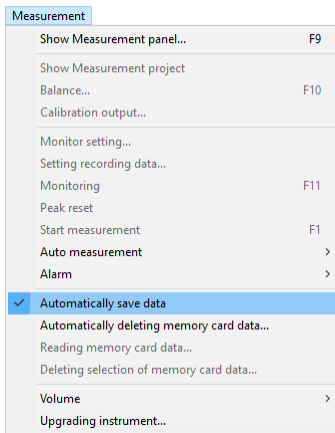 Measurement
Show Measurement panel... F9
Show Measurement project
Balance... F10
Calibration output...
Monitor setting...
Setting recording data...
Monitoring F11
Peak reset
Start measurement F1
Auto measurement
Alarm
Automatically save data
Automatically deleting memory card data...
Reading memory card data...
Deleting selection of memory card data...
Volume
Upgrading instrument...